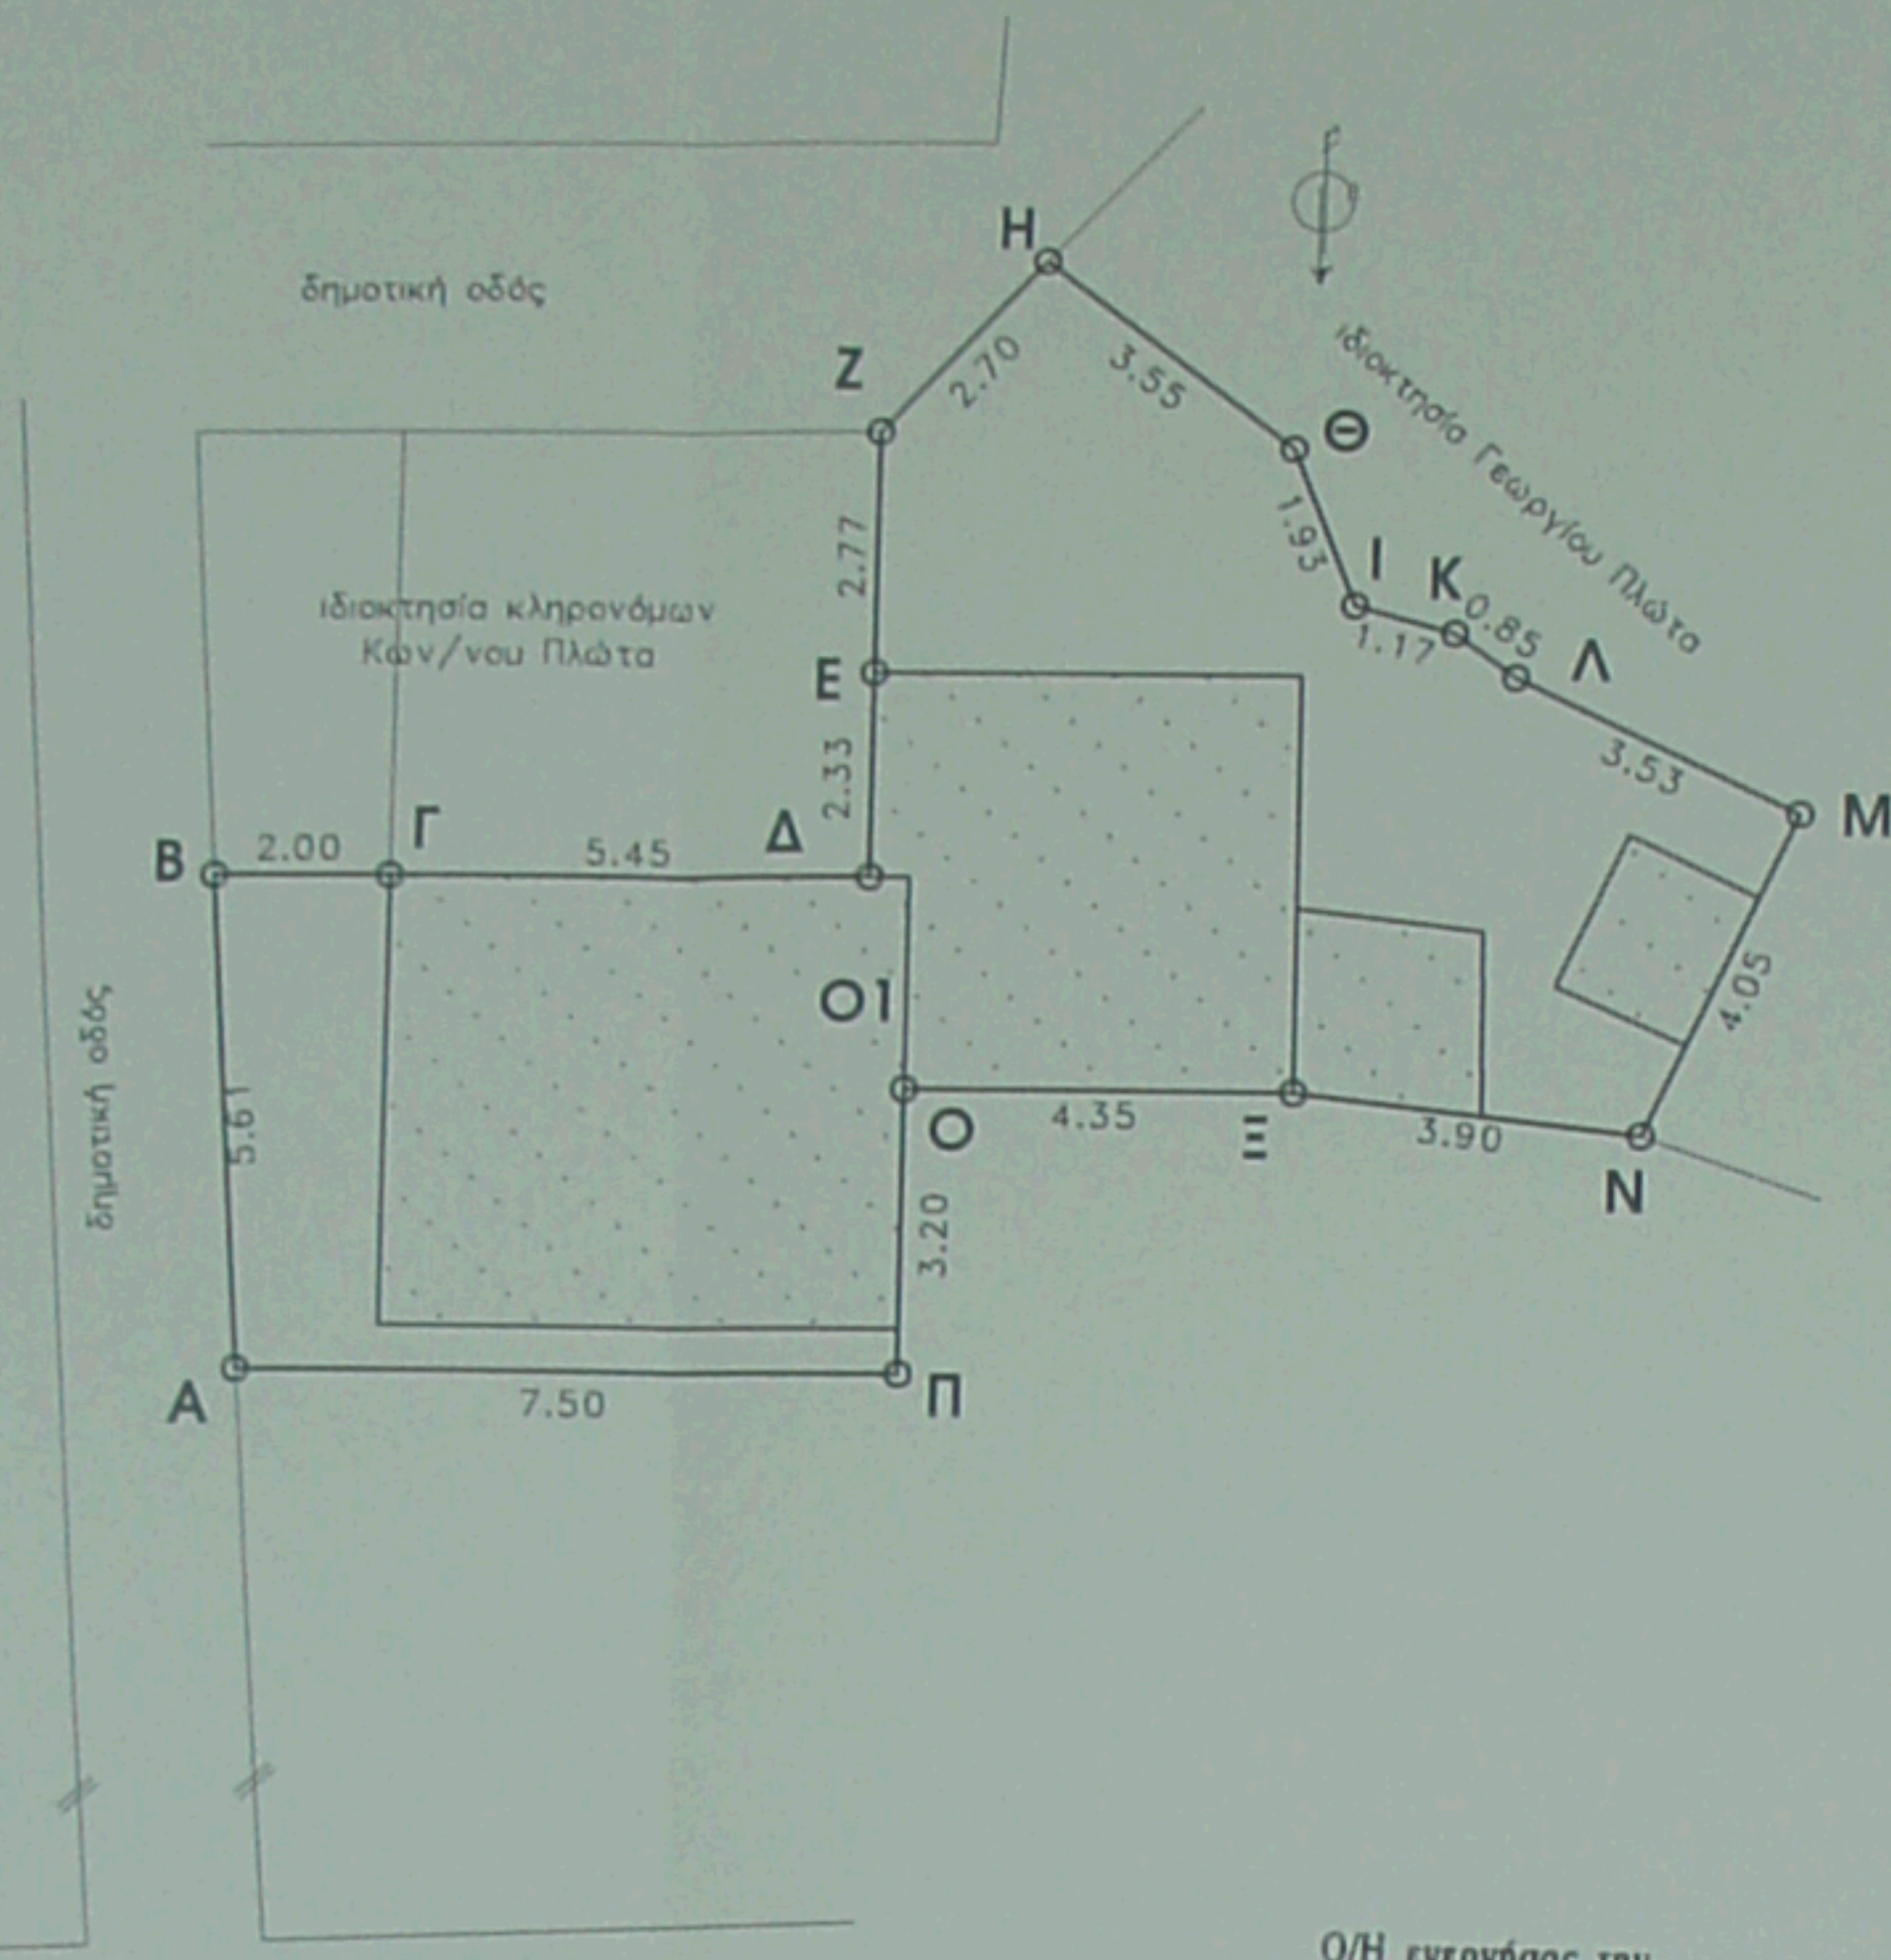 Η
δημοτική οδός
Ζ
2.70
3.55
Θ
ιδιοκτησία Γεωργίου Πλώτα
2.77
1.93
Ι
Κ
0.85
1.17
Λ
ιδιοκτησία κληρονόμων
Κων/νου Πλώτα
Ε
2.33
3.53
Μ
Β
2.00
Γ
5.45
Δ
4.05
Ο1
δημοτική οδός
5.61
Ο
4.35
Ξ
3.90
Ν
3.20
Α
7.50
Π
Ο/Η